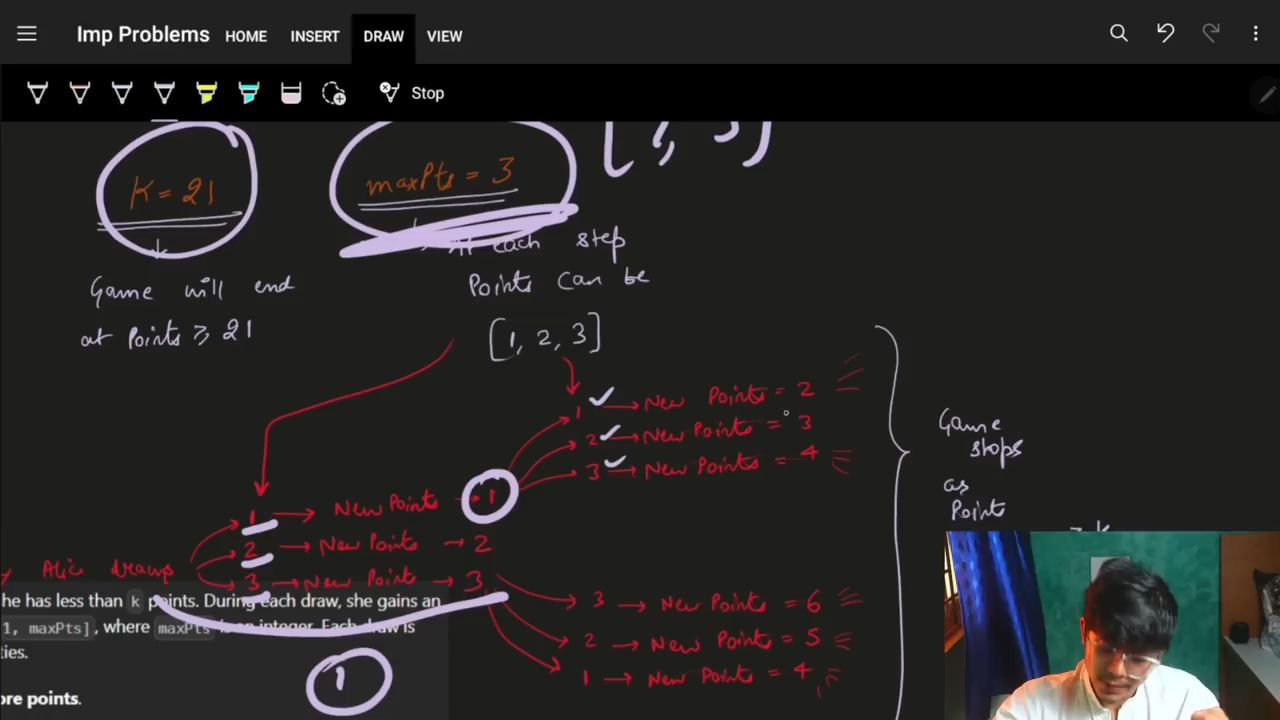 Imp Problems HOME INSERT DRAW VIEW
Stop
K = 21
maxPts = 3
At each step
Points can be
[1, 2, 3]
Game will end
at Points ≥ 21
1 → New Points = 2
2 → New Points = 3
3 → New Points = 4
Game
stops
as
Points
1 → New Points → 1
2 → New Points → 2
3 → New Points → 3
Alice draws
3 → New Points = 6
2 → New Points = 5
1 → New Points = 4
he has less than k points. During each draw, she gains an
1, maxPts], where maxPts is an integer. Each draw is
ties.
ore points.
1